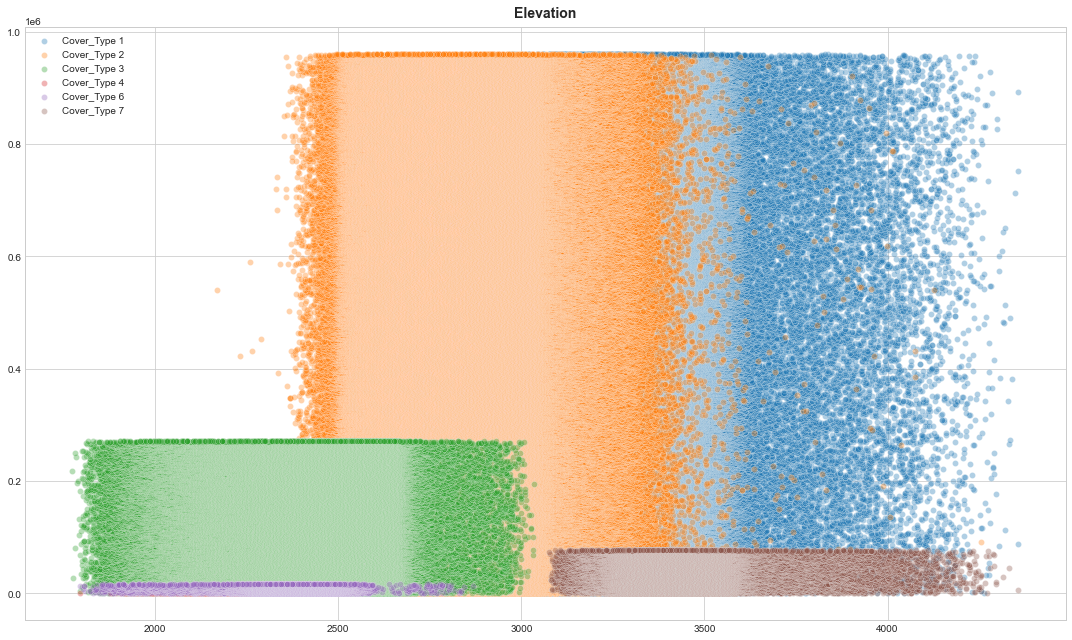 Elevation
1e6
1.0
0.8
0.6
0.4
0.2
0.0
Cover_Type 1
Cover_Type 2
Cover_Type 3
Cover_Type 4
Cover_Type 6
Cover_Type 7
2000
2500
3000
3500
4000